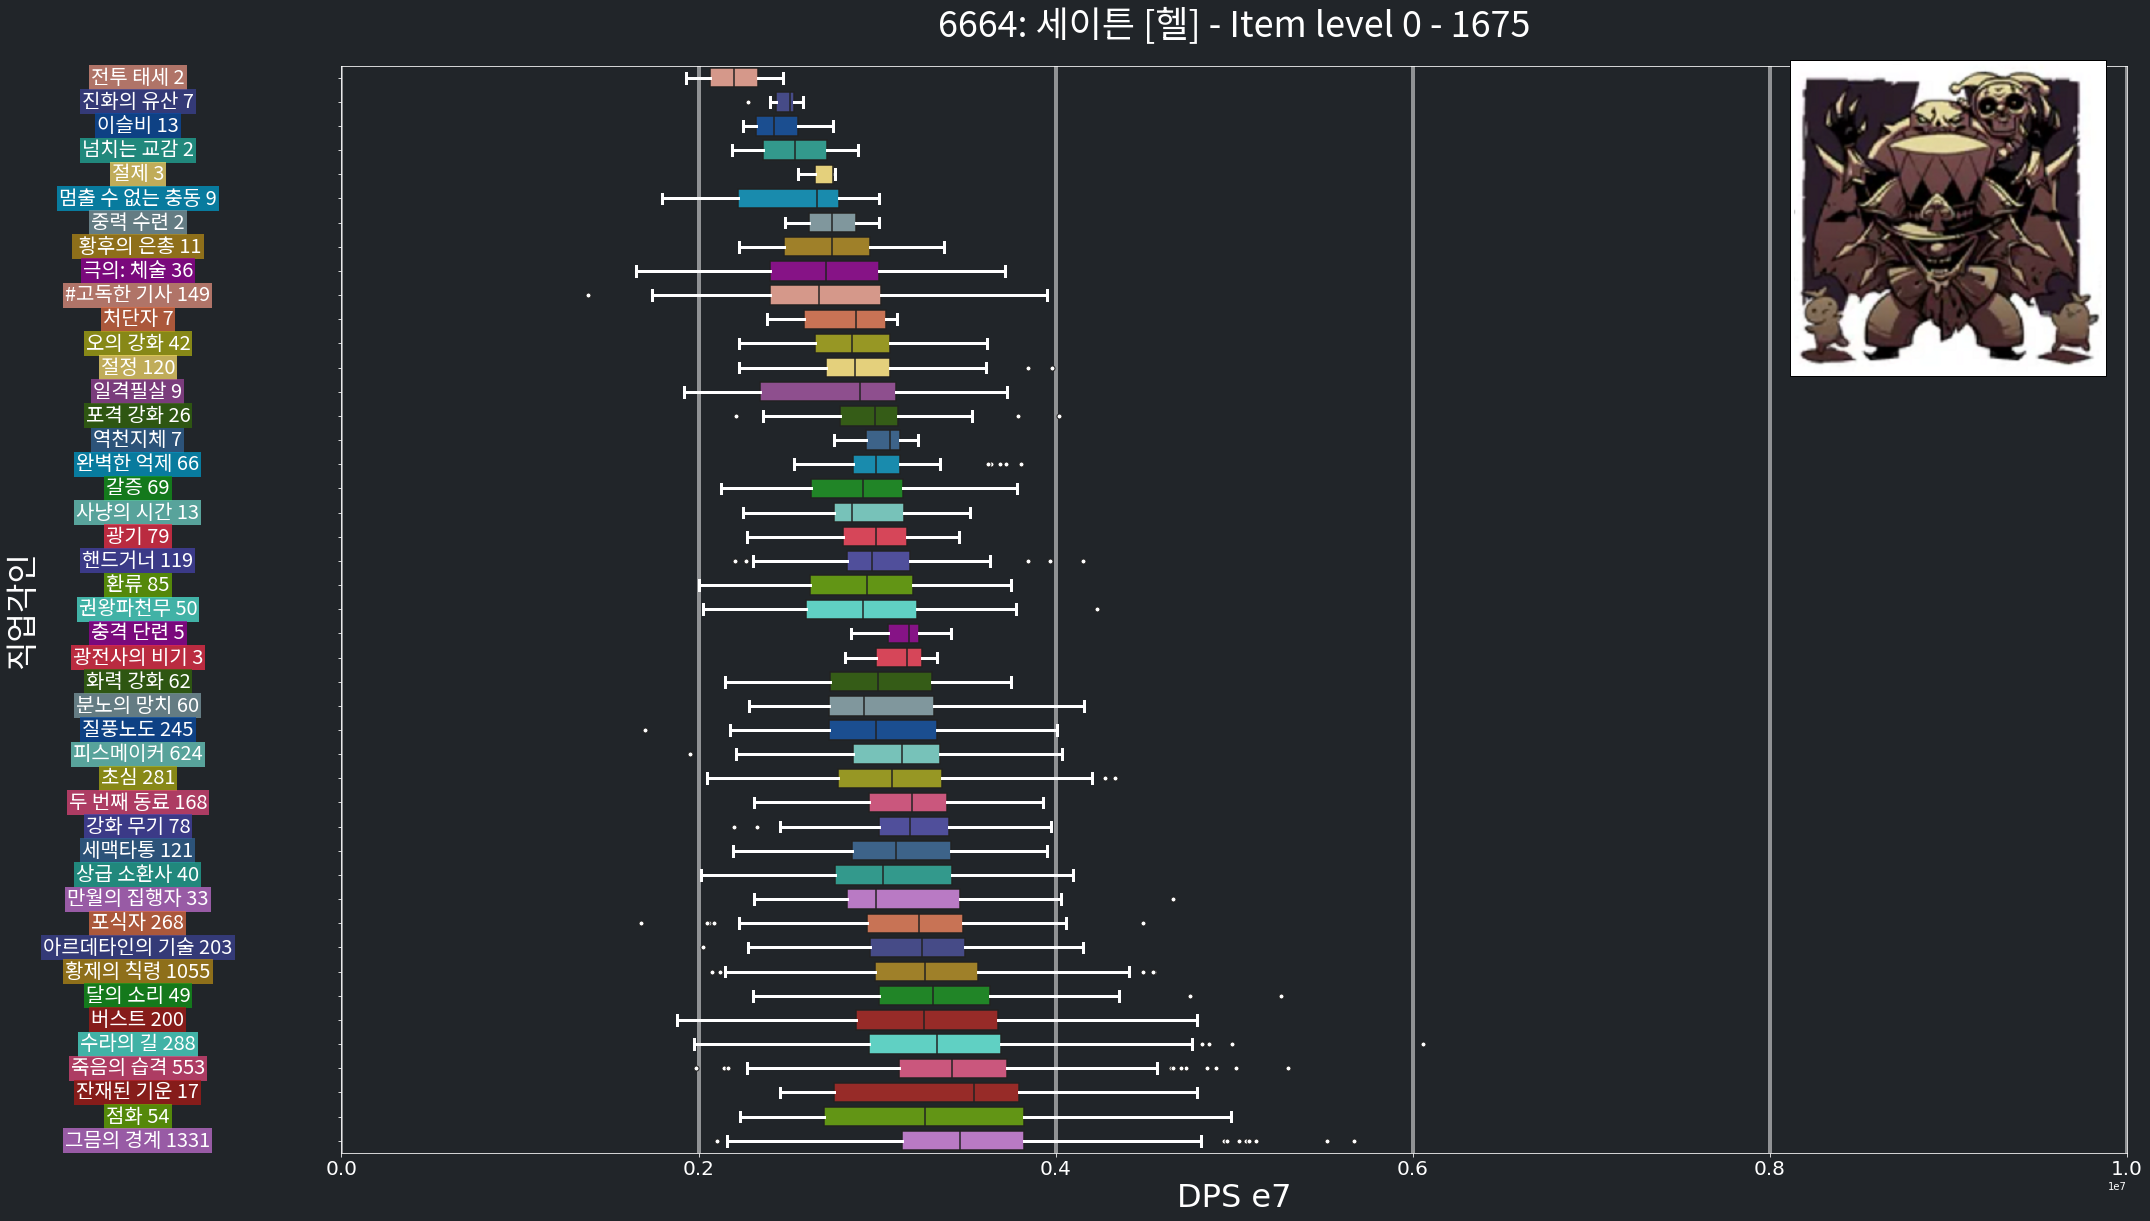 6664: 세이튼 [헬] - Item level 0 - 1675
직업각인
전투 태세 2
진화의 유산 7
이슬비 13
넘치는 교감 2
절제 3
멈출 수 없는 충동 9
중력 수련 2
황후의 은총 11
극의: 체술 36
#고독한 기사 149
처단자 7
오의 강화 42
절정 120
일격필살 9
포격 강화 26
역천지체 7
완벽한 억제 66
갈증 69
사냥의 시간 13
광기 79
핸드거너 119
환류 85
권왕파천무 50
충격 단련 5
광전사의 비기 3
화력 강화 62
분노의 망치 60
질풍노도 245
피스메이커 624
초심 281
두 번째 동료 168
강화 무기 78
세맥타통 121
상급 소환사 40
만월의 집행자 33
포식자 268
아르데타인의 기술 203
황제의 칙령 1055
달의 소리 49
버스트 200
수라의 길 288
죽음의 습격 553
잔재된 기운 17
점화 54
그믐의 경계 1331
0.0 0.2 0.4 0.6 0.8 1.0
1e7
DPS e7